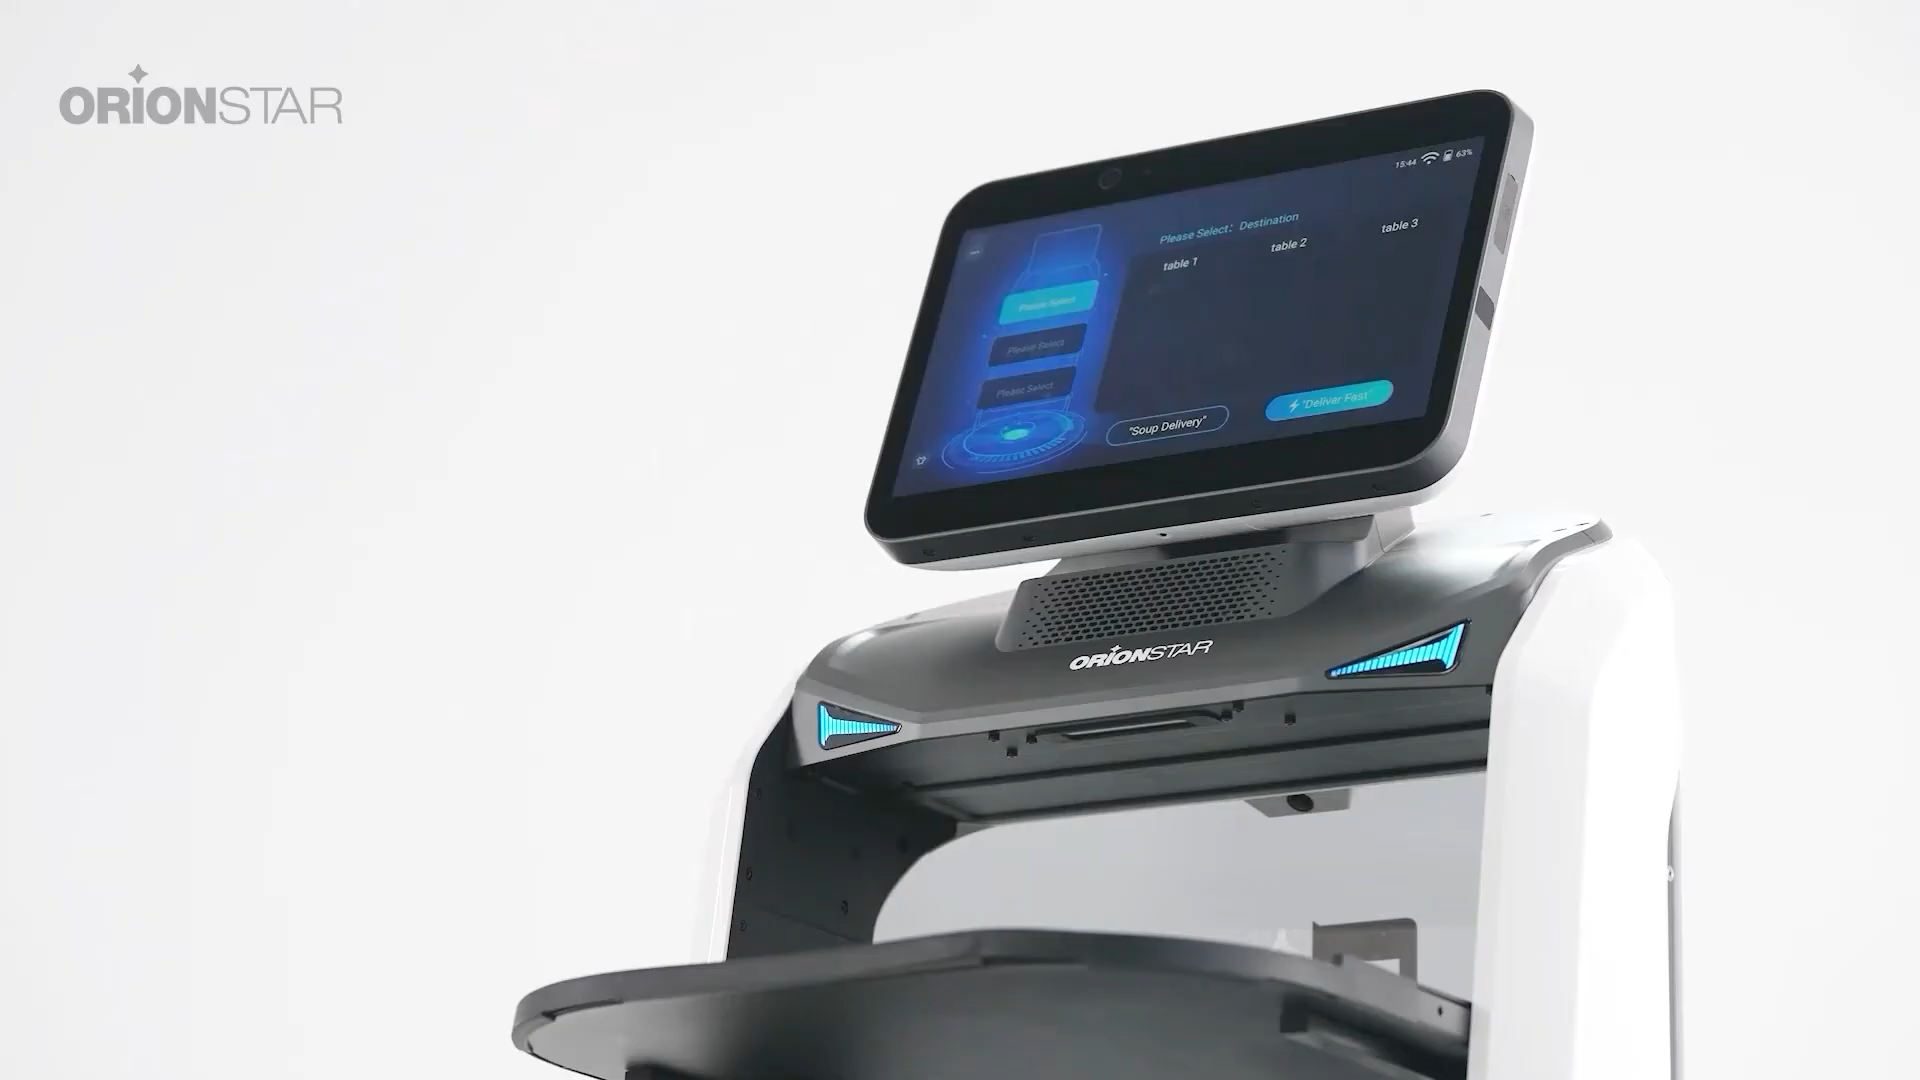 ORIONSTAR
15:44 63%
Please Select: Destination
table 1
table 2
table 3
Please Select
Please Select
Please Select
"Soup Delivery"
"Deliver Fast"
ORIONSTAR